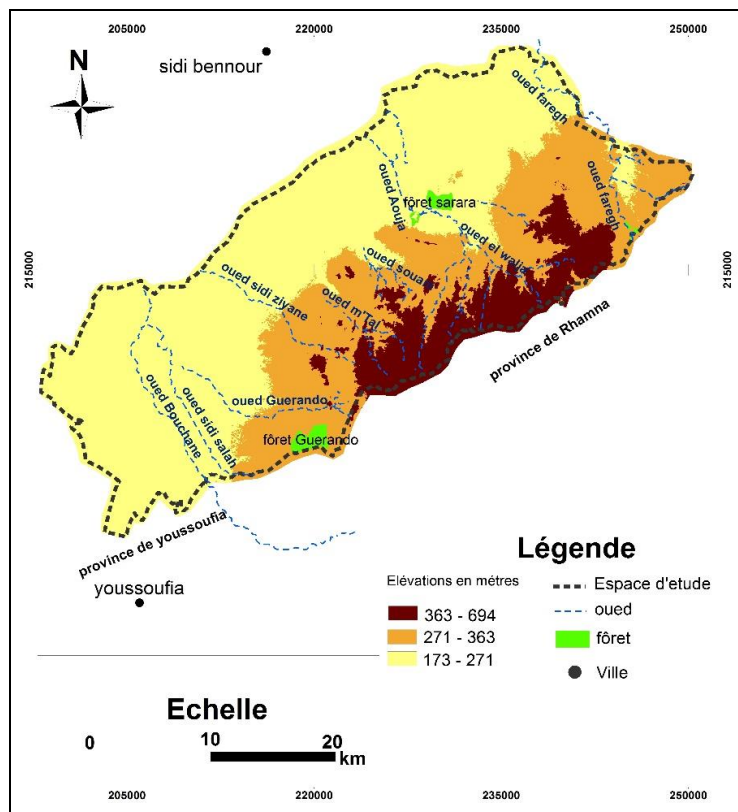 205000 220000 235000 250000
sidi bennour
N
oued faregh
oued Aouja
fôret sarara
oued faregh
oued el walja
215000
215000
oued souar
oued sidi ziyane
oued m'Tal
province de Rhamna
oued Guerando
oued Bouchane
oued sidi salah
fôret Guerando
province de youssoufia
youssoufia
Légende
Elévations en métres
363 - 694
271 - 363
173 - 271
Espace d'etude
oued
fôret
Ville
Echelle
0
10 20
km
205000 220000 235000 250000